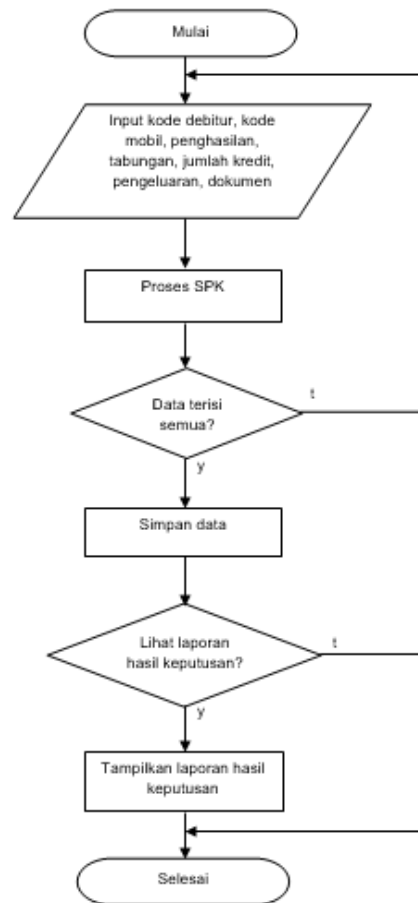 Mulai
Input kode debitur, kode
mobil, penghasilan,
tabungan, jumlah kredit,
pengeluaran, dokumen
Proses SPK
Data terisi
semua?
t
y
Simpan data
Lihat laporan
hasil keputusan?
t
y
Tampilkan laporan hasil
keputusan
Selesai